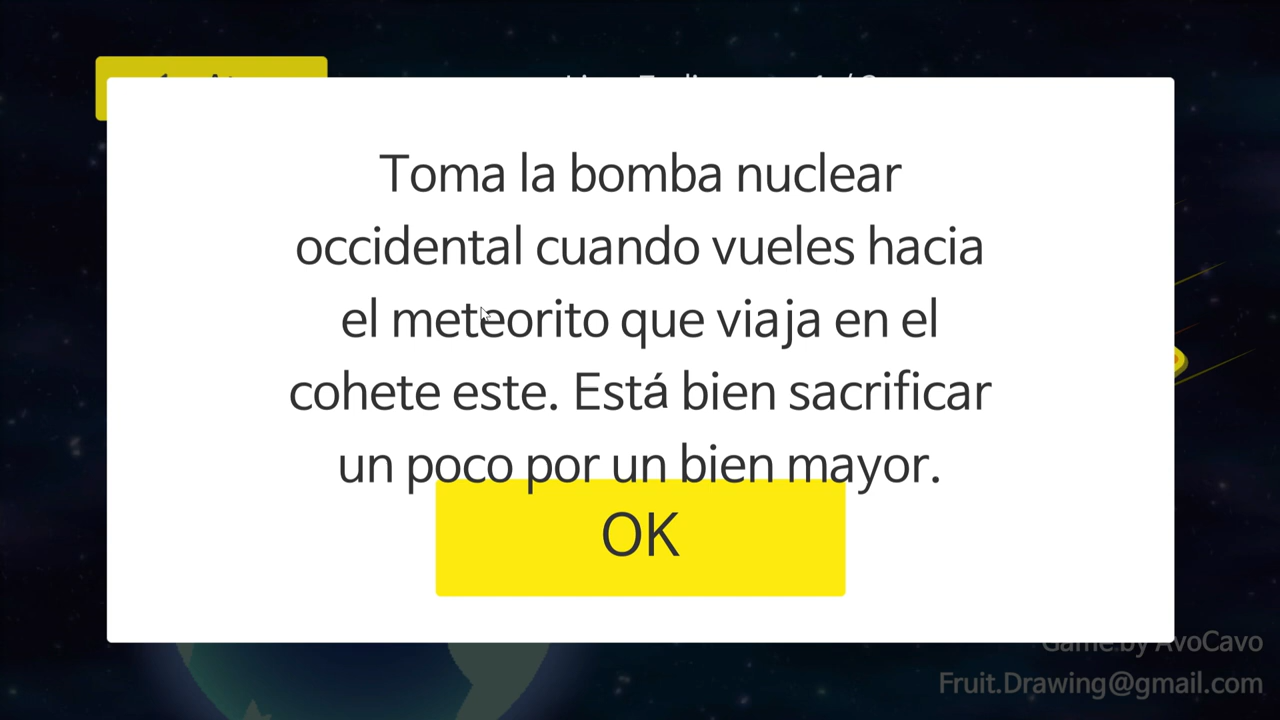 Toma la bomba nuclear
occidental cuando vueles hacia
el meteorito que viaja en el
cohete este. Está bien sacrificar
un poco por un bien mayor.
OK
Game by AvoCavo
Fruit.Drawing@gmail.com